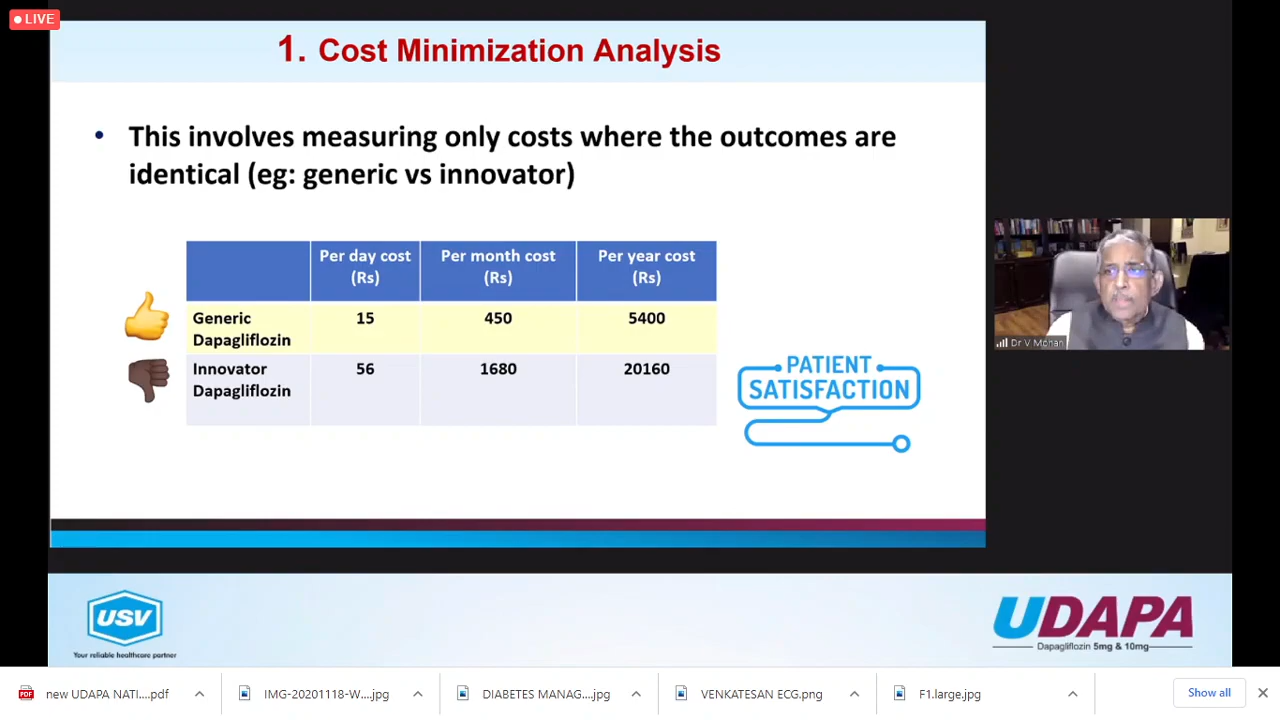 LIVE
1. Cost Minimization Analysis
• This involves measuring only costs where the outcomes are
identical (eg: generic vs innovator)
Per day cost
(Rs)
Per month cost
(Rs)
Per year cost
(Rs)
Generic
Dapagliflozin
15
450
5400
Innovator
Dapagliflozin
56
1680
20160
PATIENT
SATISFACTION
Dr V Mohan
USV
Your reliable healthcare partner
UDAPA
Dapagliflozin 5mg & 10mg
PDF
new UDAPA NATI....pdf
IMG-20201118-W....jpg
DIABETES MANAG....jpg
VENKATESAN ECG.png
F1.large.jpg
Show all